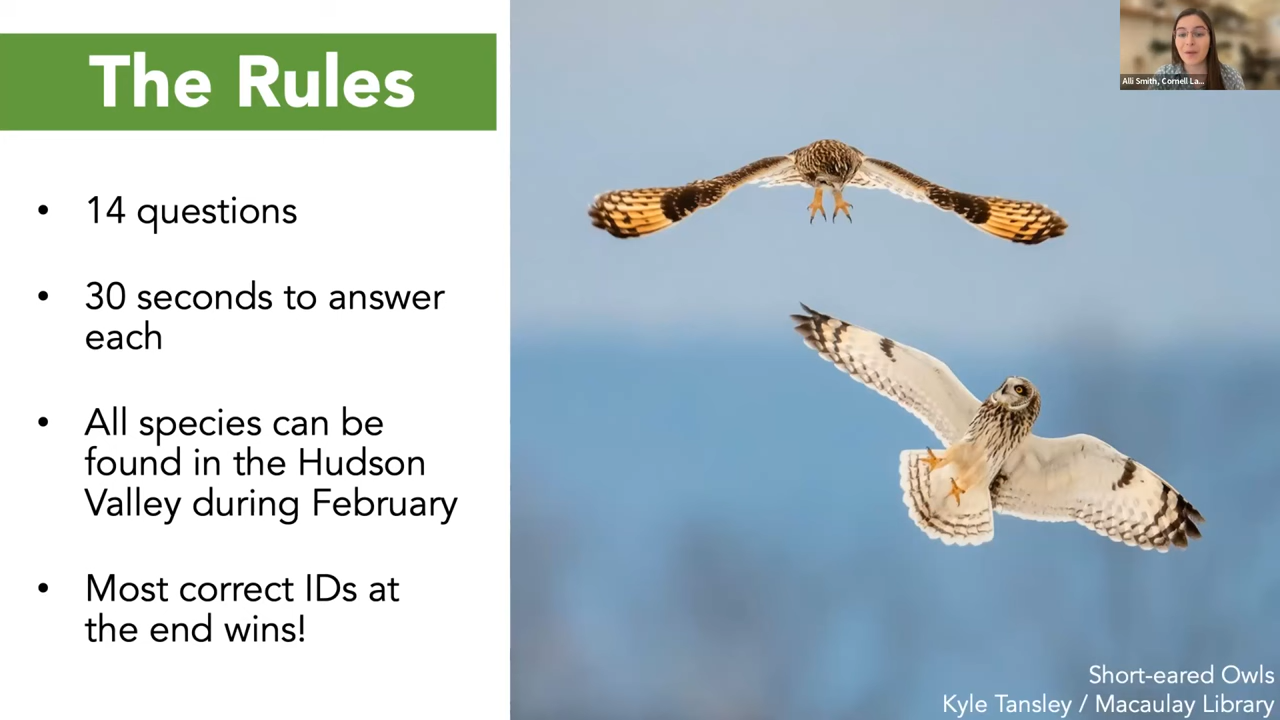 The Rules
• 14 questions
• 30 seconds to answer
each
• All species can be
found in the Hudson
Valley during February
• Most correct IDs at
the end wins!
Alli Smith, Cornell La...
Short-eared Owls
Kyle Tansley / Macaulay Library